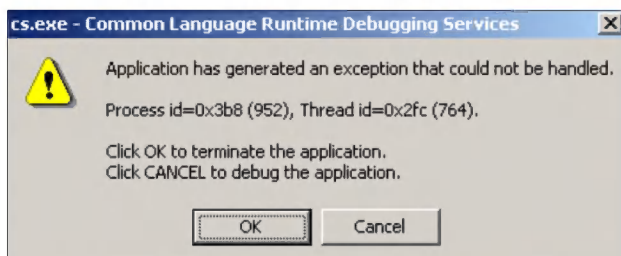 cs.exe - Common Language Runtime Debugging Services
Application has generated an exception that could not be handled.
Process id=0x3b8 (952), Thread id=0x2fc (764).
Click OK to terminate the application.
Click CANCEL to debug the application.
OK
Cancel